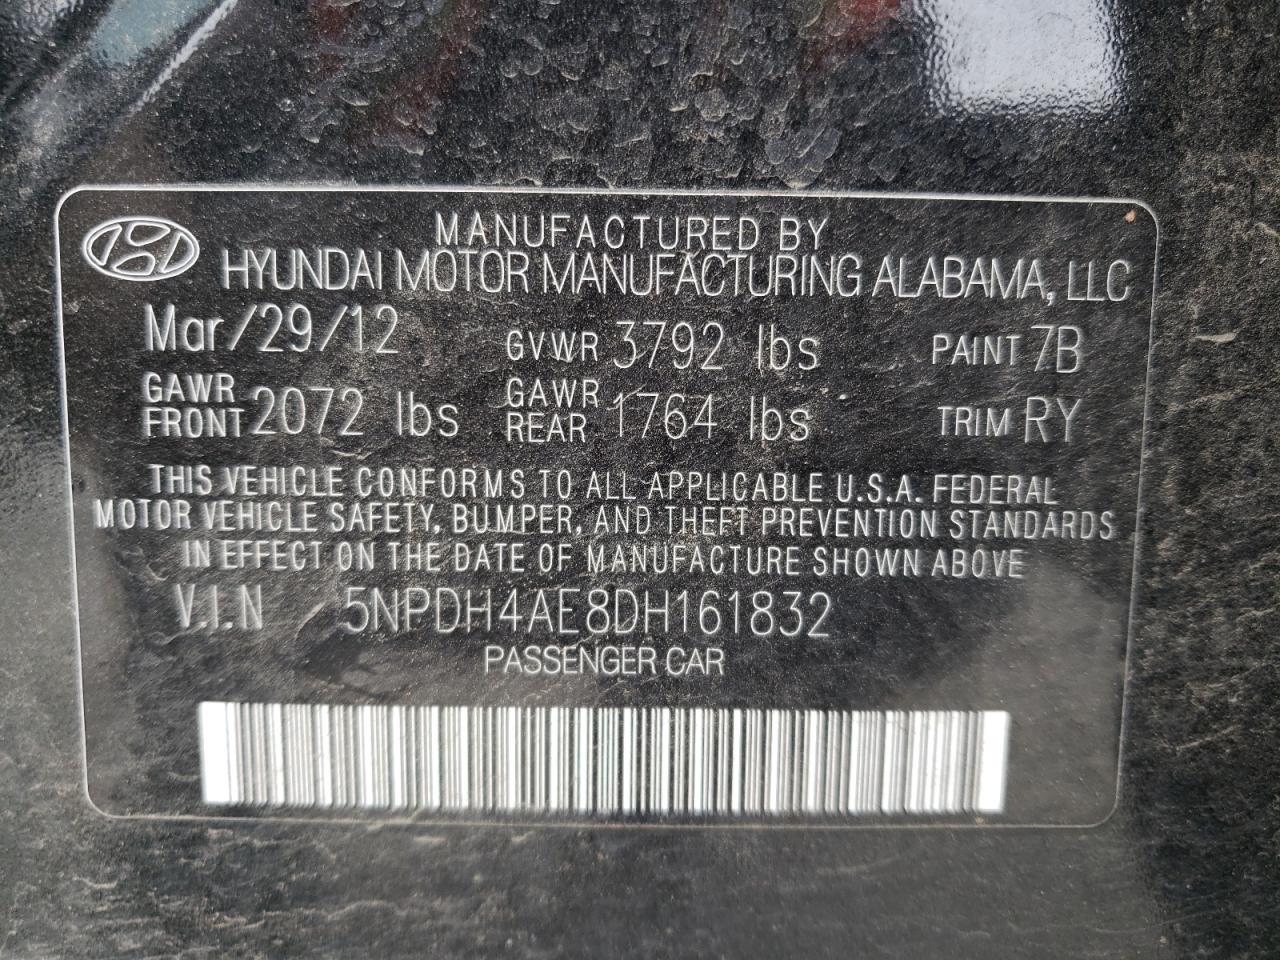 MANUFACTURED BY
HYUNDAI MOTOR MANUFACTURING ALABAMA, LLC
Mar/29/12 GVWR 3792 lbs PAINT 7B
GAWR FRONT 2072 lbs GAWR REAR 1764 lbs TRIM RY
THIS VEHICLE CONFORMS TO ALL APPLICABLE U.S.A. FEDERAL
MOTOR VEHICLE SAFETY, BUMPER, AND THEFT PREVENTION STANDARDS
IN EFFECT ON THE DATE OF MANUFACTURE SHOWN ABOVE
V.I.N 5NPDH4AE8DH161832
PASSENGER CAR